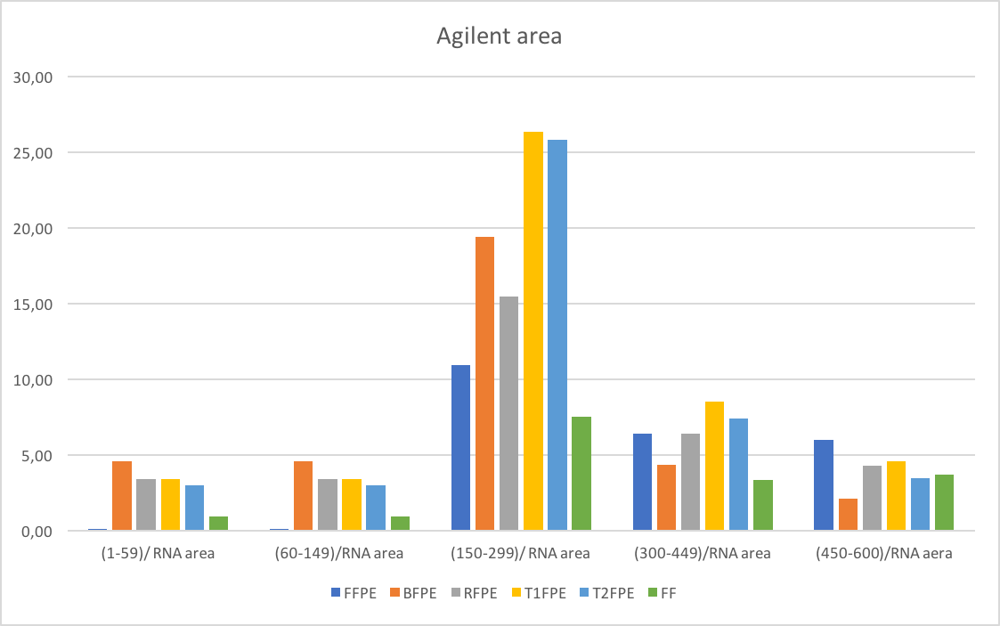 Agilent area
30,00
25,00
20,00
15,00
10,00
5,00
0,00
(1-59)/ RNA area (60-149)/RNA area (150-299)/ RNA area (300-449)/RNA area (450-600)/RNA aera
FFPE BFPE RFPE T1FPE T2FPE FF